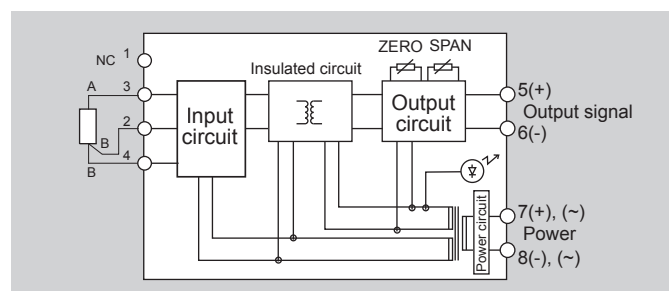 ZERO SPAN
NC 1
Insulated circuit
A 3
5(+)
Input
circuit
Output
circuit
Output signal
2
B
6(-)
B 4
Power circuit
7(+), (~)
Power
8(-), (~)